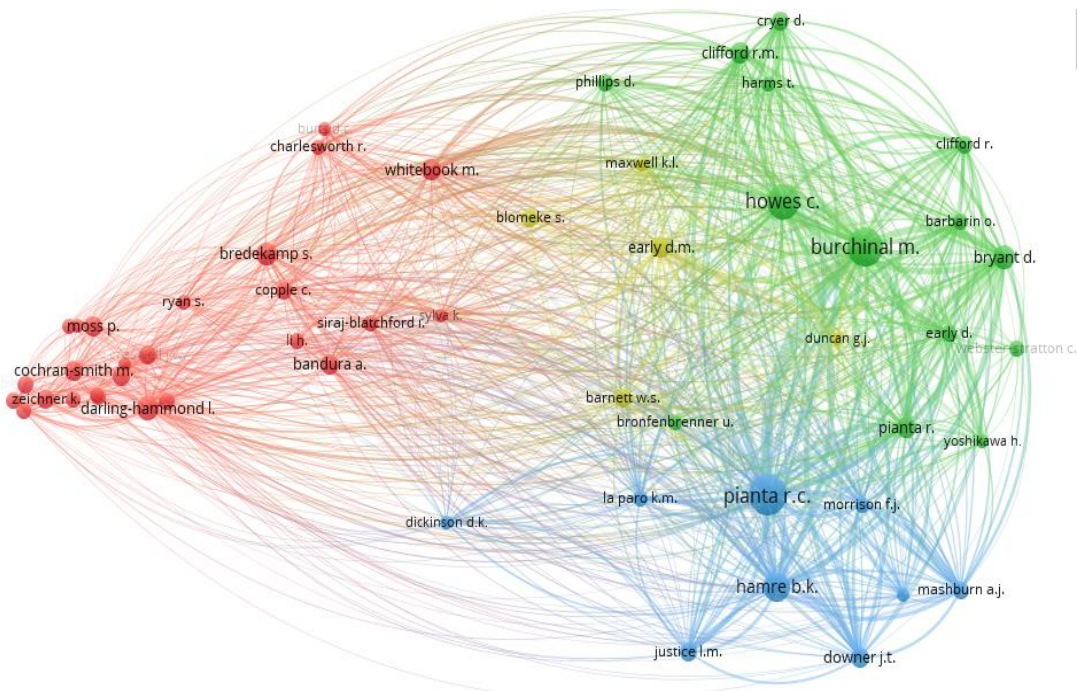 cryer d.
clifford r.m.
phillips d.
harms t.
charlesworth r.
clifford r.
whitebook m.
maxwell k.l.
howes c.
blomeke s.
barbarin o.
early d.m.
burchinal m.
bredekamp s.
bryant d.
copple c.
ryan s.
siraj-blatchford i.
sylva k.
moss p.
li h.
duncan g.j.
early d.
webster-stratton c.
bandura a.
cochran-smith m.
zeichner k.
darling-hammond l.
barnett w.s.
bronfenbrenner u.
pianta r.
yoshikawa h.
la paro k.m.
pianta r.c.
morrison f.j.
dickinson d.k.
hamre b.k.
mashburn a.j.
justice l.m.
downer j.t.